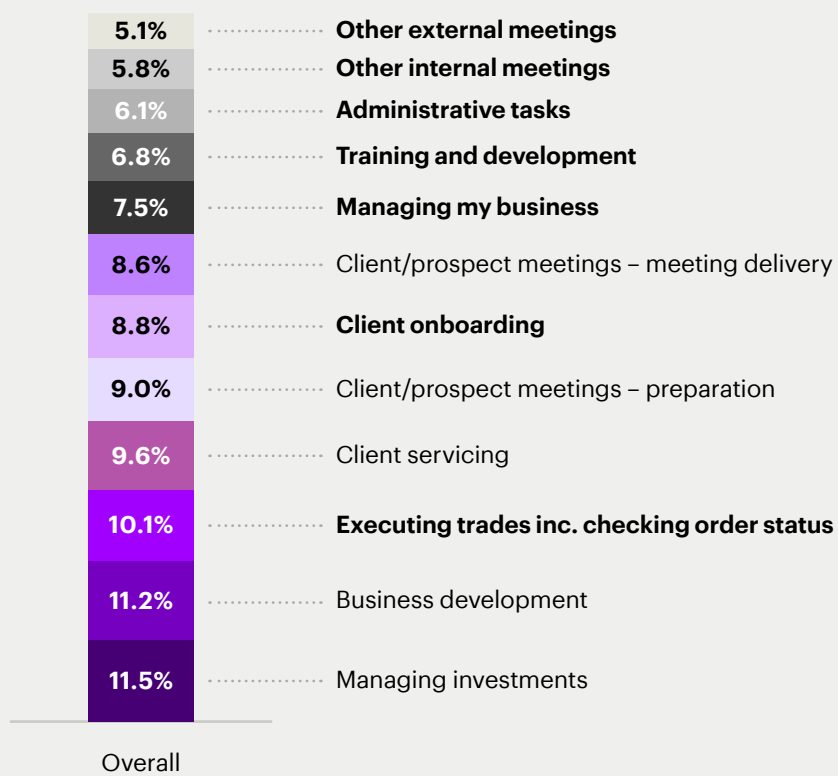 5.1% Other external meetings
5.8% Other internal meetings
6.1% Administrative tasks
6.8% Training and development
7.5% Managing my business
8.6% Client/prospect meetings – meeting delivery
8.8% Client onboarding
9.0% Client/prospect meetings – preparation
9.6% Client servicing
10.1% Executing trades inc. checking order status
11.2% Business development
11.5% Managing investments
Overall